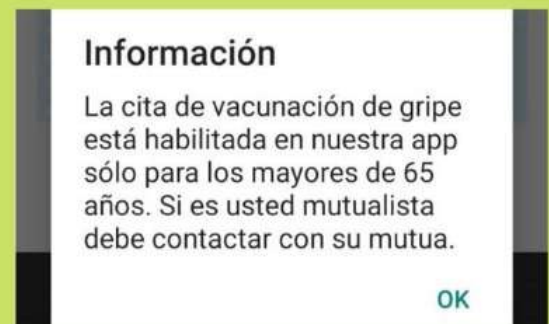 Información
La cita de vacunación de gripe
está habilitada en nuestra app
sólo para los mayores de 65
años. Si es usted mutualista
debe contactar con su mutua.
OK